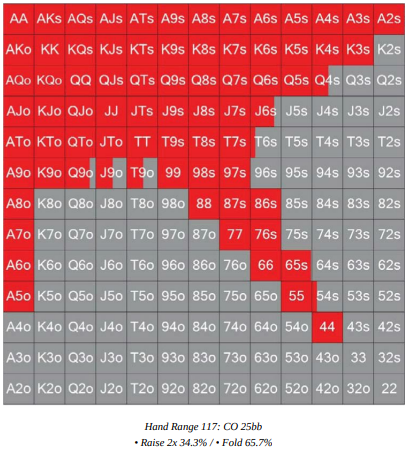 AA AKs AQs AJs ATs A9s A8s A7s A6s A5s A4s A3s A2s
AKo KK KQs KJs KTs K9s K8s K7s K6s K5s K4s K3s K2s
AQo KQo QQ QJs QTs Q9s Q8s Q7s Q6s Q5s Q4s Q3s Q2s
AJo KJo QJo JJ JTs J9s J8s J7s J6s J5s J4s J3s J2s
ATo KTo QTo JTo TT T9s T8s T7s T6s T5s T4s T3s T2s
A9o K9o Q9o J9o T9o 99 98s 97s 96s 95s 94s 93s 92s
A8o K8o Q8o J8o T8o 98o 88 87s 86s 85s 84s 83s 82s
A7o K7o Q7o J7o T7o 97o 87o 77 76s 75s 74s 73s 72s
A6o K6o Q6o J6o T6o 96o 86o 76o 66 65s 64s 63s 62s
A5o K5o Q5o J5o T5o 95o 85o 75o 65o 55 54s 53s 52s
A4o K4o Q4o J4o T4o 94o 84o 74o 64o 54o 44 43s 42s
A3o K3o Q3o J3o T3o 93o 83o 73o 63o 53o 43o 33 32s
A2o K2o Q2o J2o T2o 92o 82o 72o 62o 52o 42o 32o 22
Hand Range 117: CO 25bb
• Raise 2x 34.3% / • Fold 65.7%